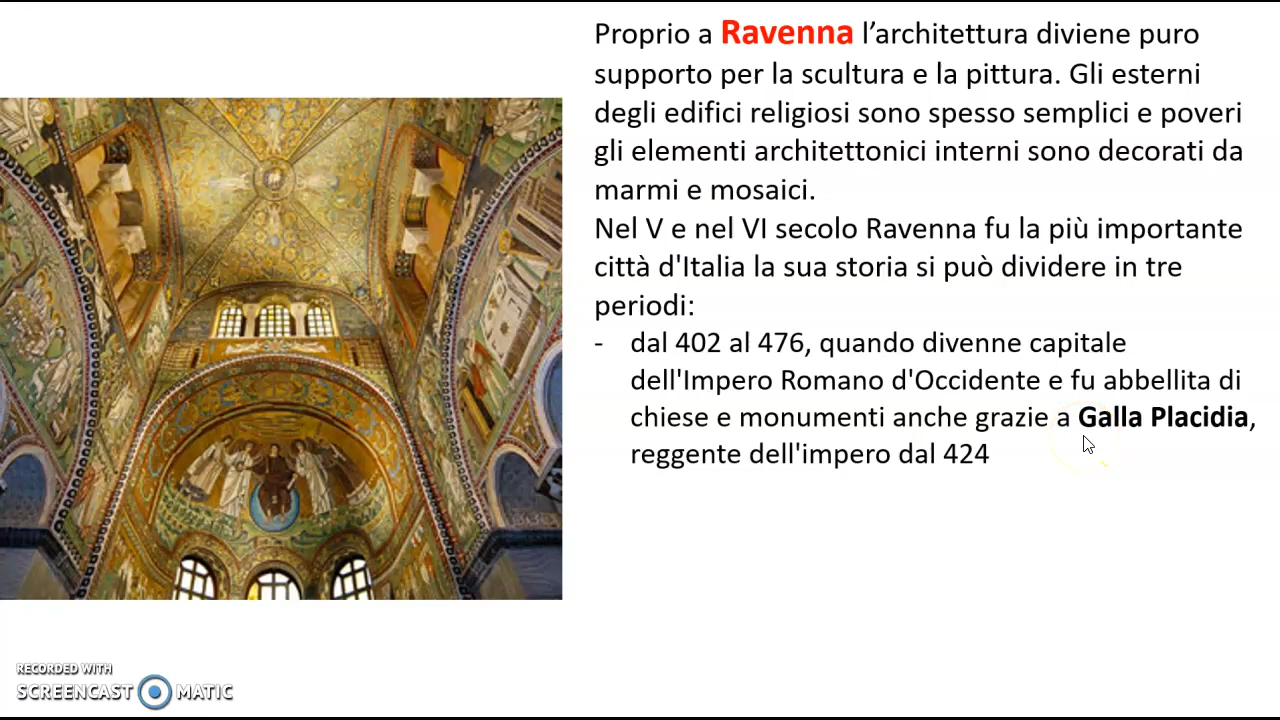 Proprio a Ravenna l’architettura diviene puro
supporto per la scultura e la pittura. Gli esterni
degli edifici religiosi sono spesso semplici e poveri
gli elementi architettonici interni sono decorati da
marmi e mosaici.
Nel V e nel VI secolo Ravenna fu la più importante
città d'Italia la sua storia si può dividere in tre
periodi:
- dal 402 al 476, quando divenne capitale
dell'Impero Romano d'Occidente e fu abbellita di
chiese e monumenti anche grazie a Galla Placidia,
reggente dell'impero dal 424
RECORDED WITH
SCREENCAST MATIC